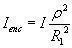 I_enc = I ρ² / R₁²